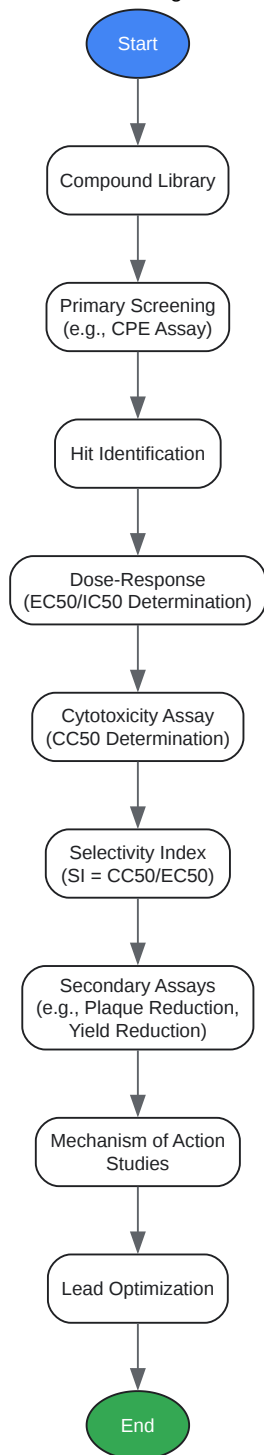 Start
Compound Library
Primary Screening
(e.g., CPE Assay)
Hit Identification
Dose-Response
(EC50/IC50 Determination)
Cytotoxicity Assay
(CC50 Determination)
Selectivity Index
(SI = CC50/EC50)
Secondary Assays
(e.g., Plaque Reduction,
Yield Reduction)
Mechanism of Action
Studies
Lead Optimization
End